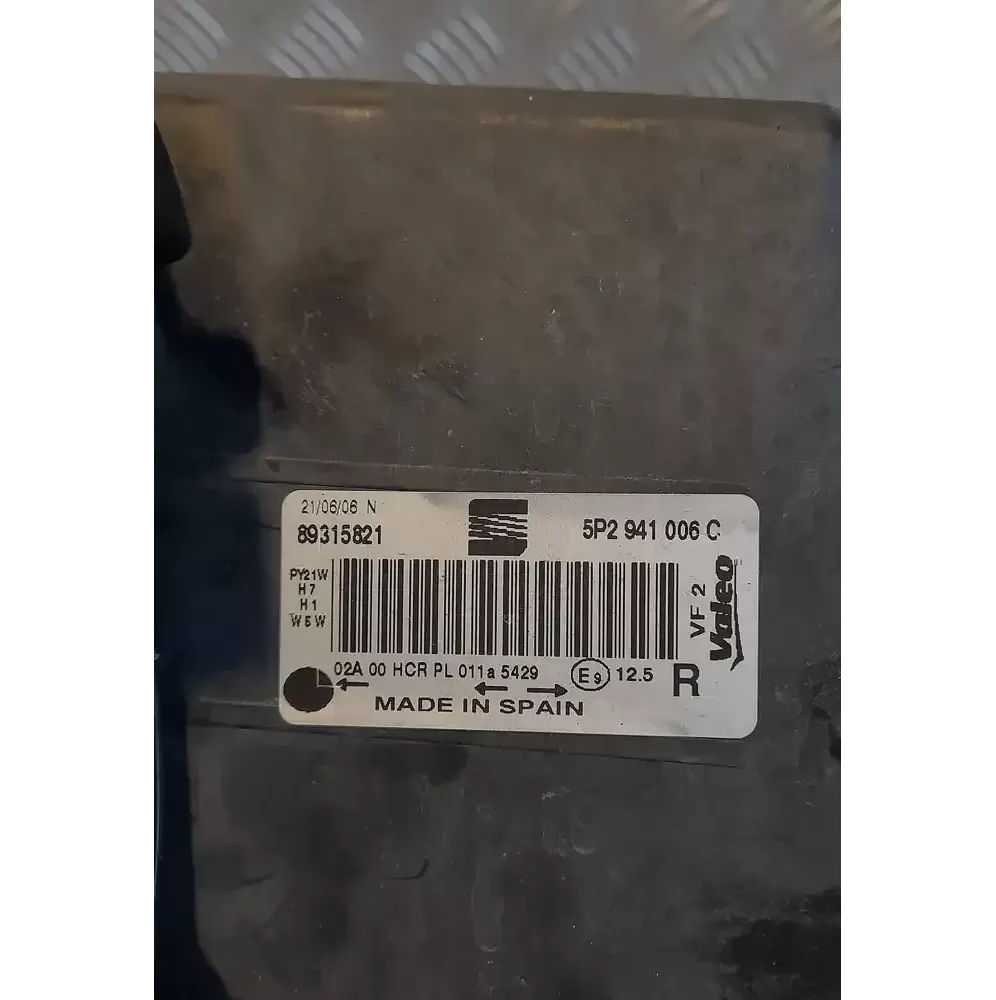 21/06/06 N
89315821
5P2 941 006 C
PY21W
H7
H1
W5W
VF 2
Valeo
02A 00 HCR PL 011a 5429
E9
12.5
R
MADE IN SPAIN